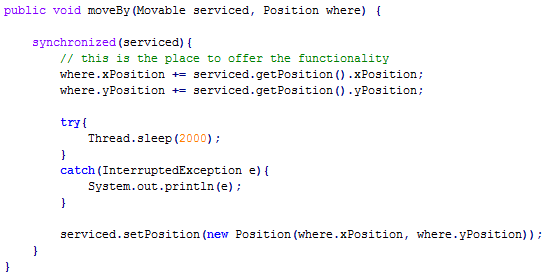 public void moveBy(Movable serviced, Position where) {
synchronized(serviced){
// this is the place to offer the functionality
where.xPosition += serviced.getPosition().xPosition;
where.yPosition += serviced.getPosition().yPosition;
try{
Thread.sleep(2000);
}
catch(InterruptedException e){
System.out.println(e);
}
serviced.setPosition(new Position(where.xPosition, where.yPosition));
}
}